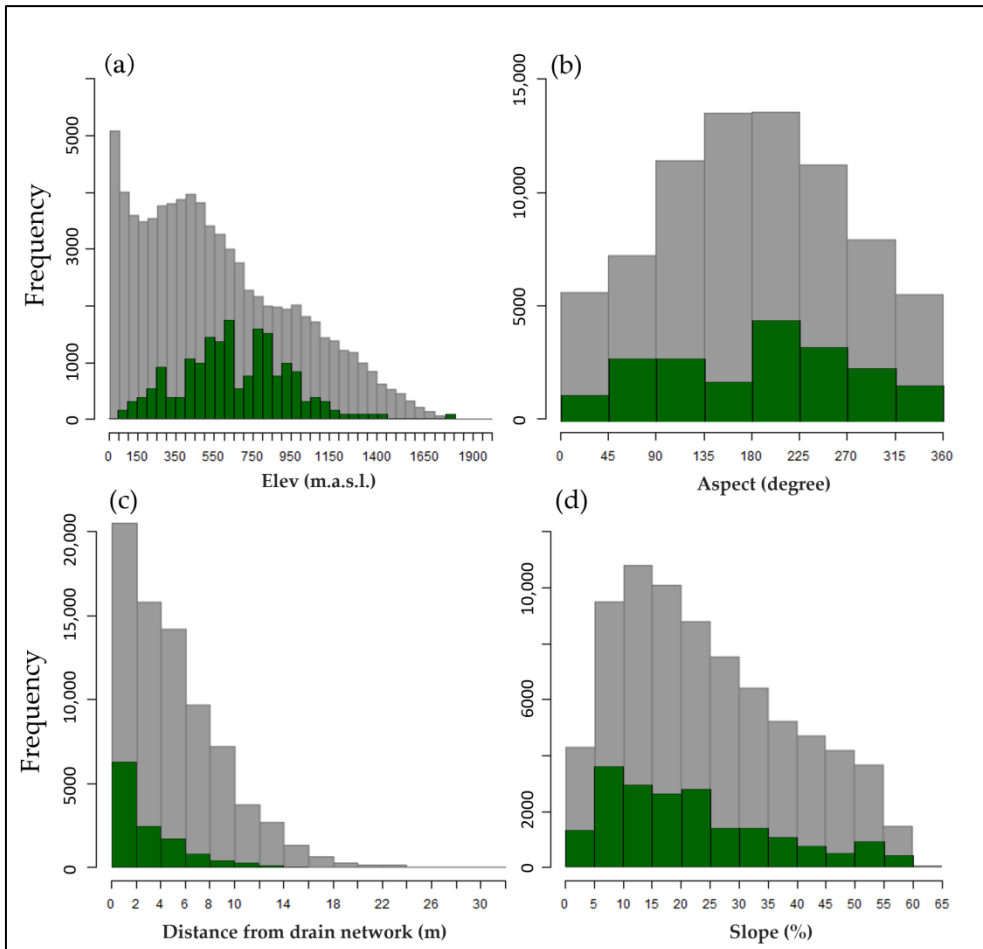 (a)
Frequency
5000
3000
1000
0
0 150 350 550 750 950 1150 1400 1650 1900
Elev (m.a.s.l.)
(b)
15,000
10,000
5000
0
0 45 90 135 180 225 270 315 360
Aspect (degree)
(c)
Frequency
20,000
15,000
10,000
5000
0
0 2 4 6 8 10 14 18 22 26 30
Distance from drain network (m)
(d)
10,000
6000
2000
0
0 5 10 15 20 25 30 35 40 45 50 55 60 65
Slope (%)